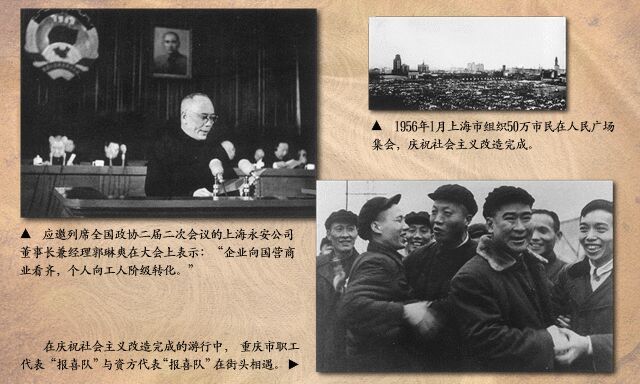 ▲ 1956年1月上海市组织50万市民在人民广场
集会，庆祝社会主义改造完成。
▲ 应邀列席全国政协二届二次会议的上海永安公司
董事长兼经理郭琳爽在大会上表示：“企业向国营商
业看齐，个人向工人阶级转化。”
在庆祝社会主义改造完成的游行中，重庆市职工
代表“报喜队”与资方代表“报喜队”在街头相遇。▶